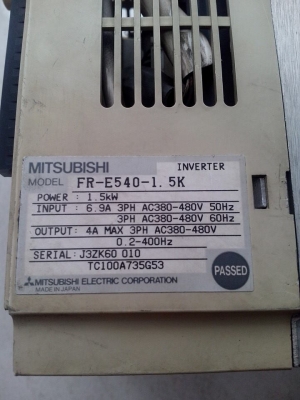 MITSUBISHI INVERTER
MODEL FR-E540-1.5K
POWER : 1.5kW
INPUT : 6.9A 3PH AC380-480V 50Hz
3PH AC380-480V 60Hz
OUTPUT: 4A MAX 3PH AC380-480V
0.2-400Hz
SERIAL: J3ZK60 010
TC100A735G53
PASSED
MITSUBISHI ELECTRIC CORPORATION
MADE IN JAPAN